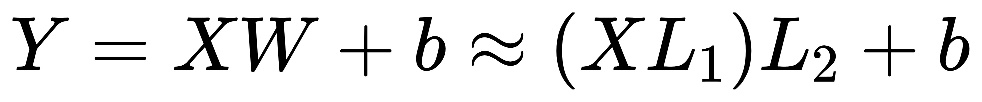 Y = XW + b ≈ (XL₁)L₂ + b